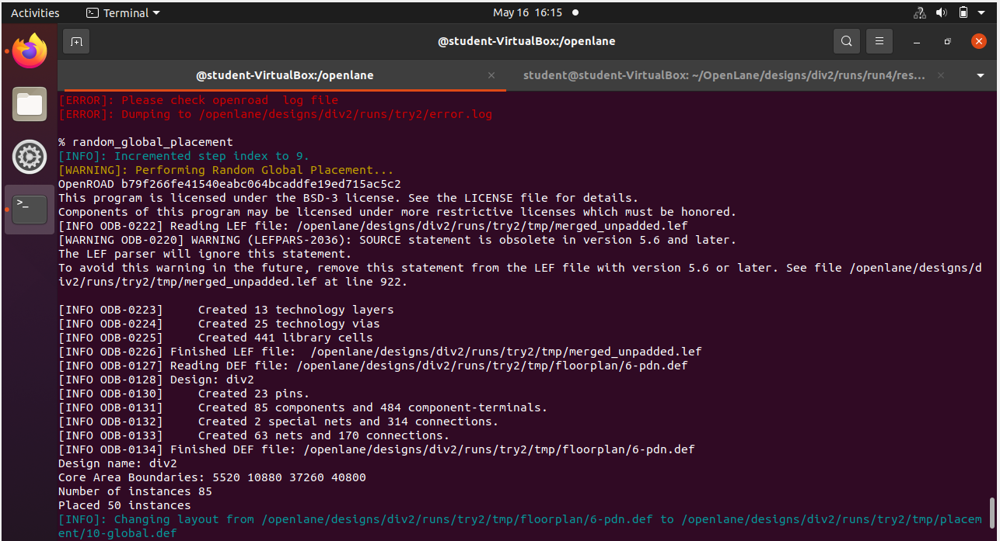 Activities Terminal May 16 16:15
@student-VirtualBox:/openlane
@student-VirtualBox:/openlane student@student-VirtualBox: ~/OpenLane/designs/div2/runs/run4/res...
[ERROR]: Please check openroad  log file
[ERROR]: Dumping to /openlane/designs/div2/runs/try2/error.log
% random_global_placement
[INFO]: Incremented step index to 9.
[WARNING]: Performing Random Global Placement...
OpenROAD b79f266fe41540eabc064bcaddfe19ed715ac5c2
This program is licensed under the BSD-3 license. See the LICENSE file for details.
Components of this program may be licensed under more restrictive licenses which must be honored.
[INFO ODB-0222] Reading LEF file: /openlane/designs/div2/runs/try2/tmp/merged_unpadded.lef
[WARNING ODB-0220] WARNING (LEFPARS-2036): SOURCE statement is obsolete in version 5.6 and later.
The LEF parser will ignore this statement.
To avoid this warning in the future, remove this statement from the LEF file with version 5.6 or later. See file /openlane/designs/d
iv2/runs/try2/tmp/merged_unpadded.lef at line 922.
[INFO ODB-0223]     Created 13 technology layers
[INFO ODB-0224]     Created 25 technology vias
[INFO ODB-0225]     Created 441 library cells
[INFO ODB-0226] Finished LEF file:  /openlane/designs/div2/runs/try2/tmp/merged_unpadded.lef
[INFO ODB-0127] Reading DEF file: /openlane/designs/div2/runs/try2/tmp/floorplan/6-pdn.def
[INFO ODB-0128] Design: div2
[INFO ODB-0130]     Created 23 pins.
[INFO ODB-0131]     Created 85 components and 484 component-terminals.
[INFO ODB-0132]     Created 2 special nets and 314 connections.
[INFO ODB-0133]     Created 63 nets and 170 connections.
[INFO ODB-0134] Finished DEF file: /openlane/designs/div2/runs/try2/tmp/floorplan/6-pdn.def
Design name: div2
Core Area Boundaries: 5520 10880 37260 40800
Number of instances 85
Placed 50 instances
[INFO]: Changing layout from /openlane/designs/div2/runs/try2/tmp/floorplan/6-pdn.def to /openlane/designs/div2/runs/try2/tmp/placem
ent/10-global.def